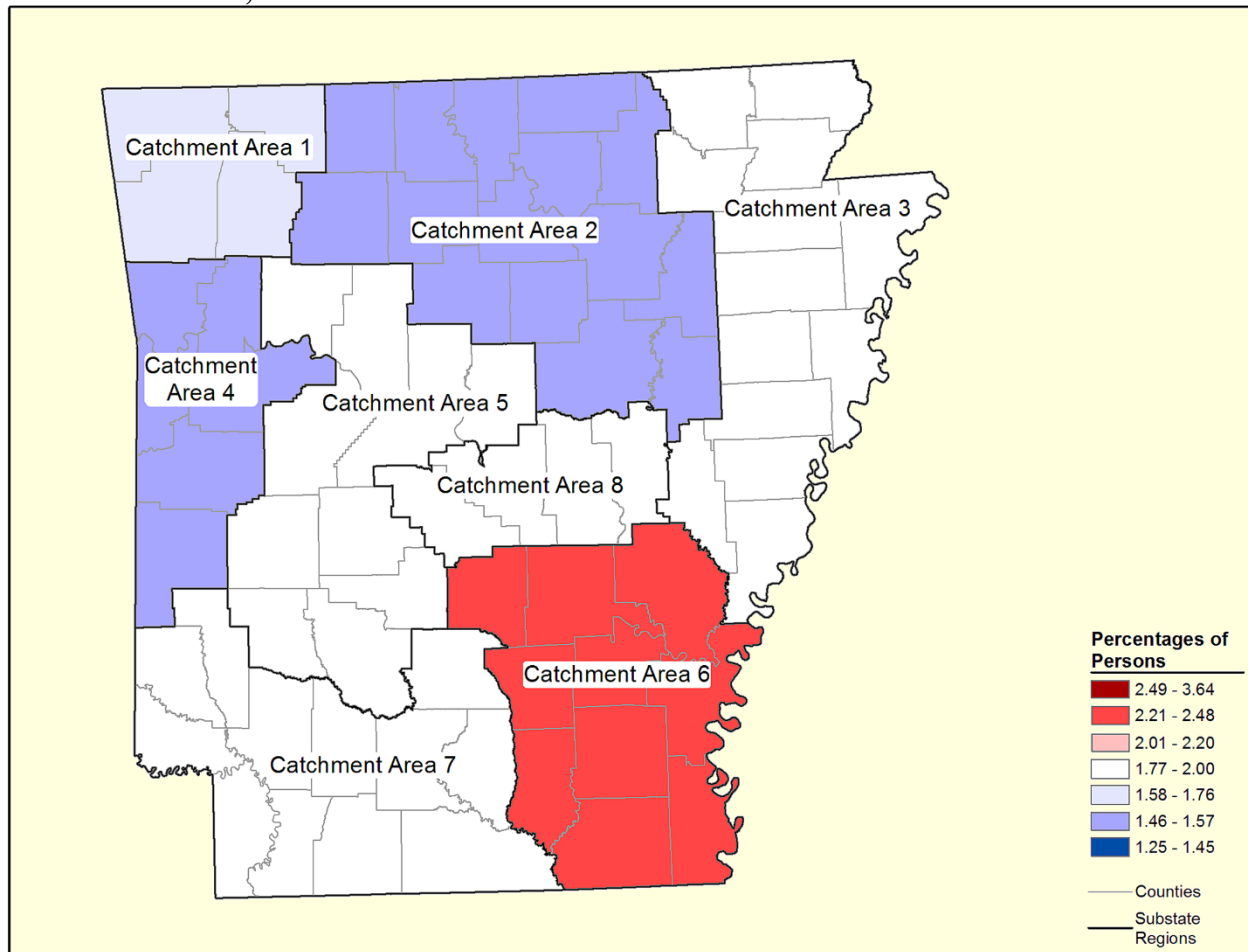 Catchment Area 1
Catchment Area 2
Catchment Area 3
Catchment
Area 4
Catchment Area 5
Catchment Area 8
Catchment Area 6
Catchment Area 7
Percentages of
Persons
2.49 - 3.64
2.21 - 2.48
2.01 - 2.20
1.77 - 2.00
1.58 - 1.76
1.46 - 1.57
1.25 - 1.45
Counties
Substate
Regions